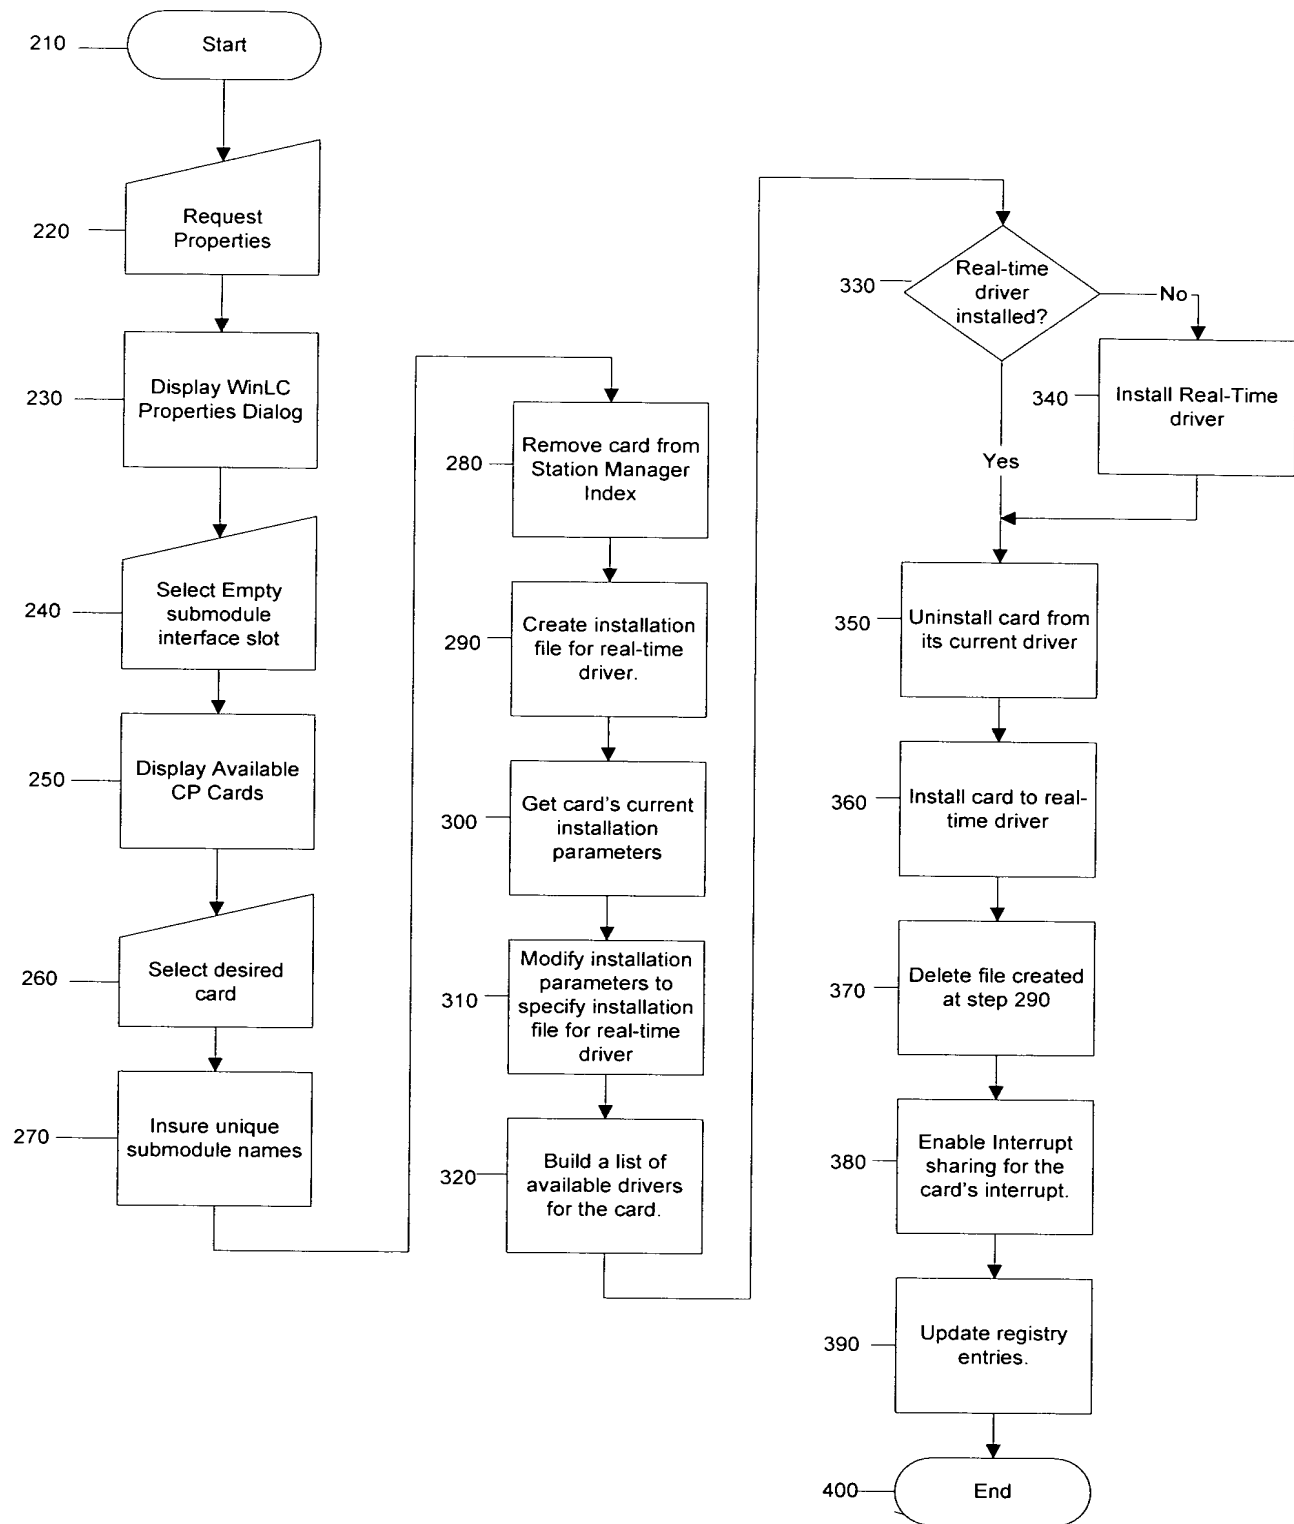 210
Start
220
Request
Properties
230
Display WinLC
Properties Dialog
240
Select Empty
submodule
interface slot
250
Display Available
CP Cards
260
Select desired
card
270
Insure unique
submodule names
280
Remove card from
Station Manager
Index
290
Create installation
file for real-time
driver.
300
Get card's current
installation
parameters
310
Modify installation
parameters to
specify installation
file for real-time
driver
320
Build a list of
available drivers
for the card.
330
Real-time
driver
installed?
No
340
Install Real-Time
driver
Yes
350
Uninstall card from
its current driver
360
Install card to real-
time driver
370
Delete file created
at step 290
380
Enable Interrupt
sharing for the
card's interrupt.
390
Update registry
entries.
400
End